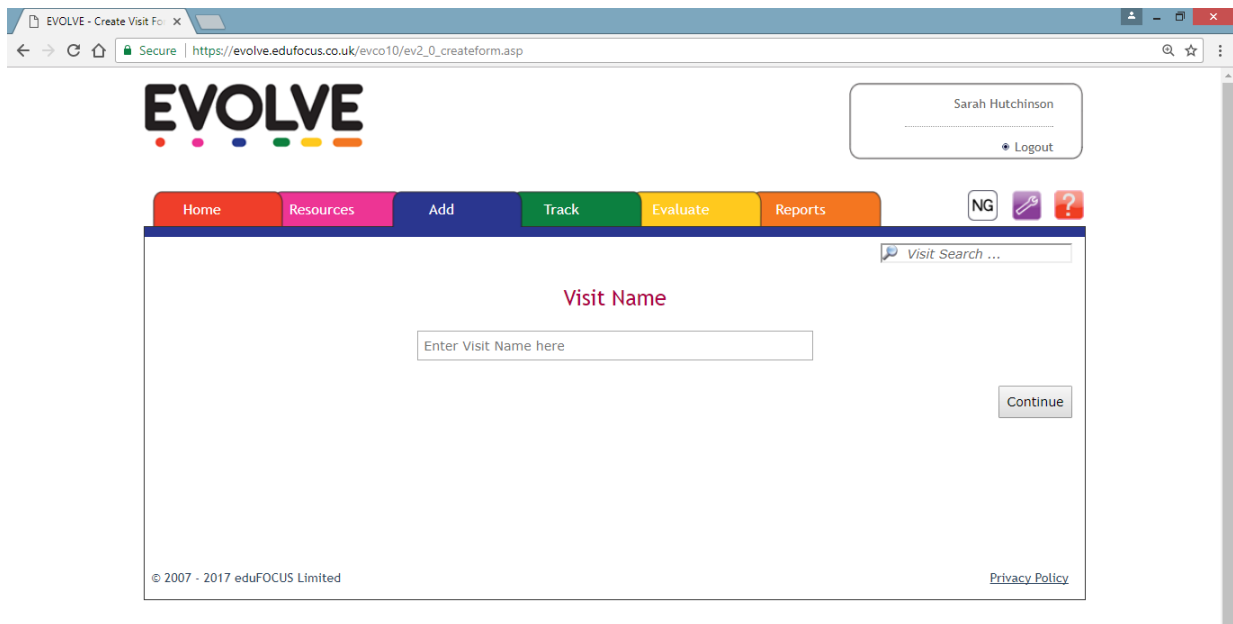 EVOLVE - Create Visit Fo
Secure | https://evolve.edufocus.co.uk/evco10/ev2_0_createform.asp
EVOLVE
Sarah Hutchinson
Logout
Home Resources Add Track Evaluate Reports NG ?
Visit Search ...
Visit Name
Enter Visit Name here
Continue
© 2007 - 2017 eduFOCUS Limited Privacy Policy